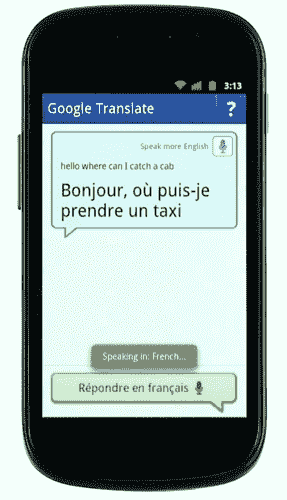 3:13
Google Translate ?
Speak more English
hello where can I catch a cab
Bonjour, où puis-je
prendre un taxi
Speaking in: French...
Répondre en français